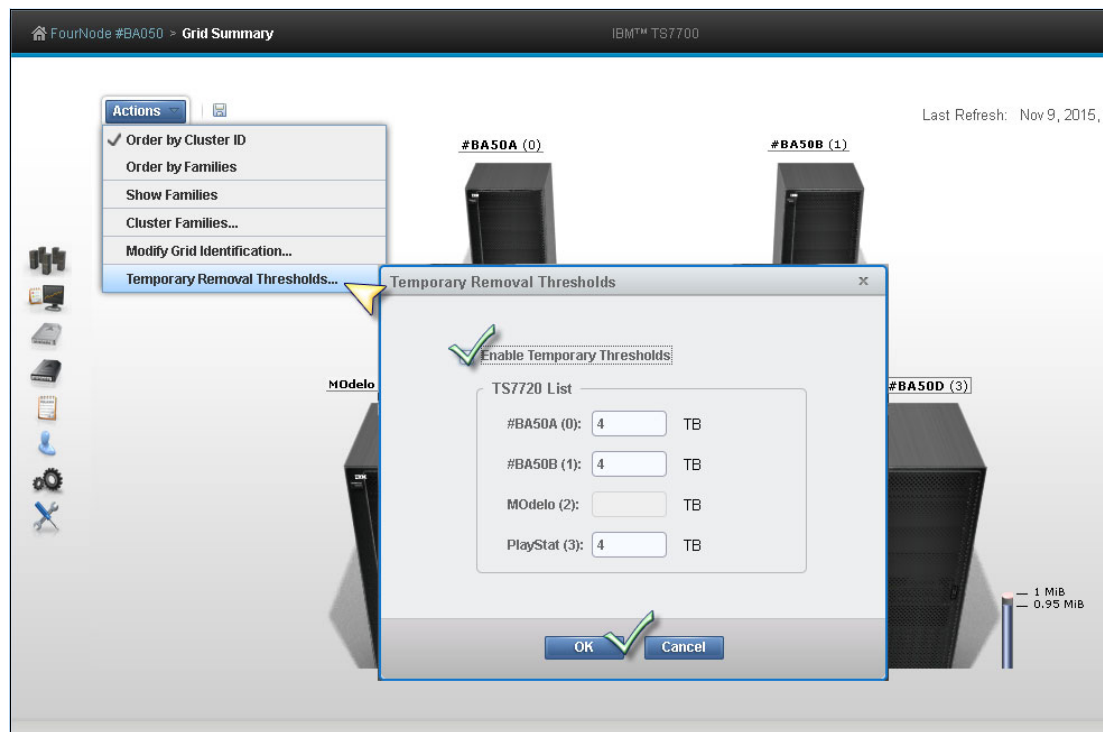 FourNode #BA050 > Grid Summary
IBM™ TS7700
Actions
Last Refresh: Nov 9, 2015,
Order by Cluster ID
Order by Families
Show Families
Cluster Families...
Modify Grid Identification...
Temporary Removal Thresholds...
#BA50A (0)
#BA50B (1)
MOdelo
#BA50D (3)
Temporary Removal Thresholds x
Enable Temporary Thresholds
TS7720 List
#BA50A (0): 4 TB
#BA50B (1): 4 TB
MOdelo (2): TB
PlayStat (3): 4 TB
OK Cancel
1 MiB
0.95 MiB